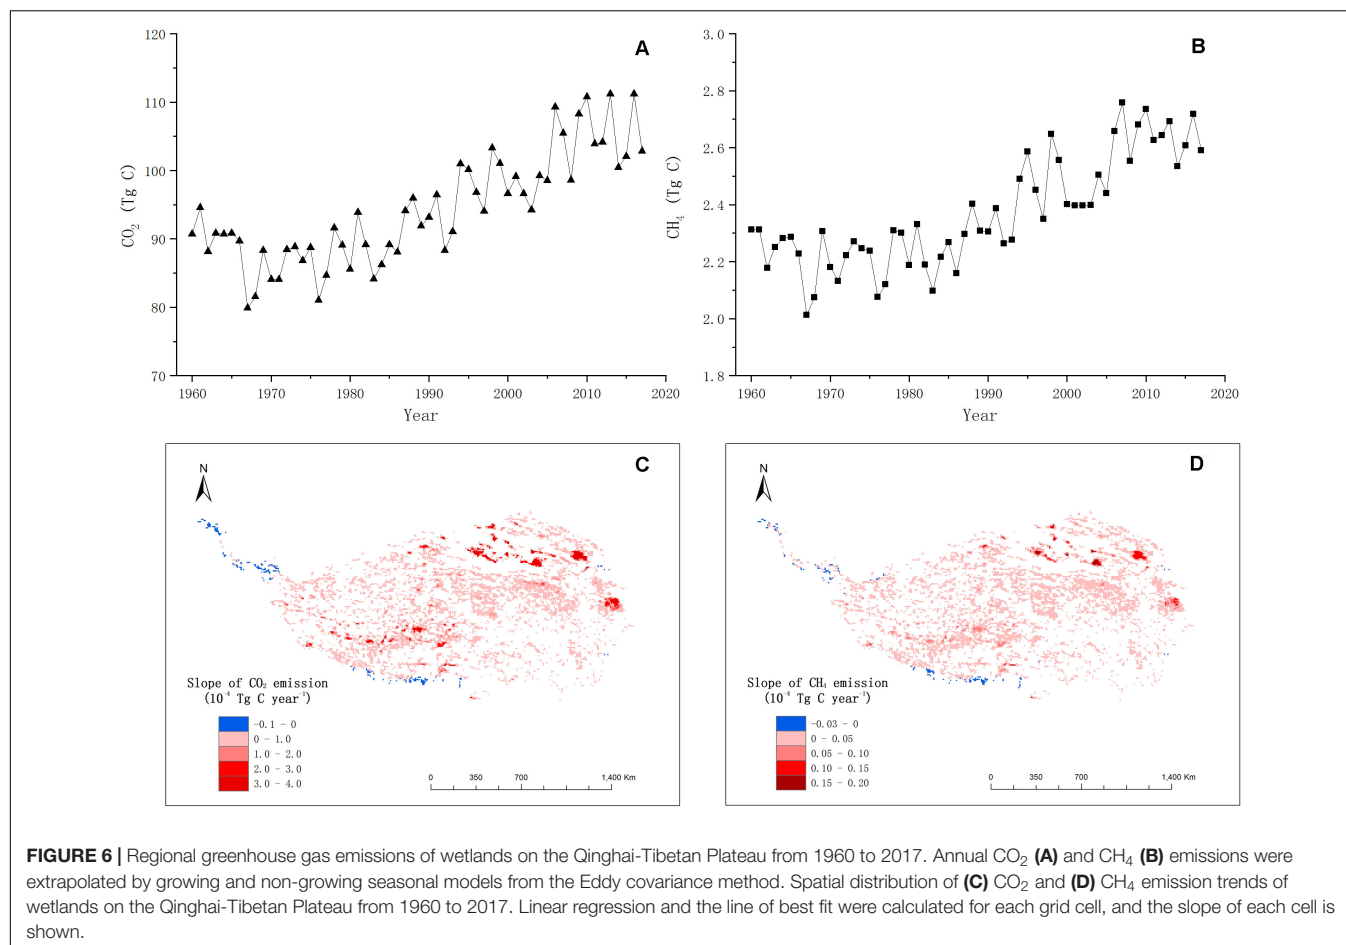 120
110
100
90
80
70
CO₂ (Tg C)
A
1960 1970 1980 1990 2000 2010 2020
Year
3.0
2.8
2.6
2.4
2.2
2.0
1.8
CH₄ (Tg C)
B
1960 1970 1980 1990 2000 2010 2020
Year
N
C
Slope of CO₂ emission
(10⁻⁴ Tg C year⁻¹)
-0.1 - 0
0 - 1.0
1.0 - 2.0
2.0 - 3.0
3.0 - 4.0
0 350 700 1,400 Km
N
D
Slope of CH₄ emission
(10⁻⁴ Tg C year⁻¹)
-0.03 - 0
0 - 0.05
0.05 - 0.10
0.10 - 0.15
0.15 - 0.20
0 350 700 1,400 Km
FIGURE 6 | Regional greenhouse gas emissions of wetlands on the Qinghai-Tibetan Plateau from 1960 to 2017. Annual CO₂ (A) and CH₄ (B) emissions were
extrapolated by growing and non-growing seasonal models from the Eddy covariance method. Spatial distribution of (C) CO₂ and (D) CH₄ emission trends of
wetlands on the Qinghai-Tibetan Plateau from 1960 to 2017. Linear regression and the line of best fit were calculated for each grid cell, and the slope of each cell is
shown.